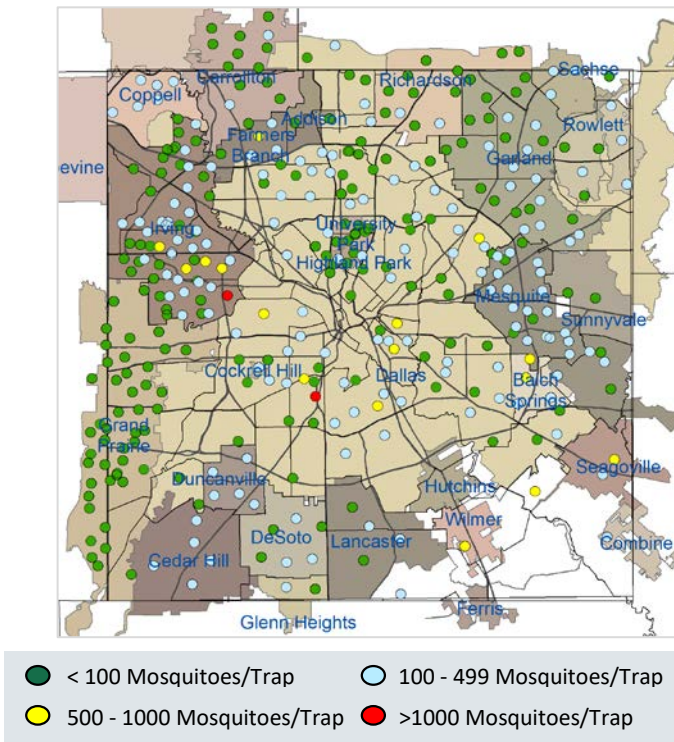 Sachse
Carrollton
Richardson
Coppell
Addison
Rowlett
Farmers
Branch
Garland
evine
Irving
University
Park
Highland Park
Mesquite
Sunnyvale
Cockrell Hill
Dallas
Balch
Springs
Grand
Prairie
Seagoville
Duncanville
Hutchins
Wilmer
DeSoto
Lancaster
Combine
Cedar Hill
Ferris
Glenn Heights
< 100 Mosquitoes/Trap
100 - 499 Mosquitoes/Trap
500 - 1000 Mosquitoes/Trap
>1000 Mosquitoes/Trap